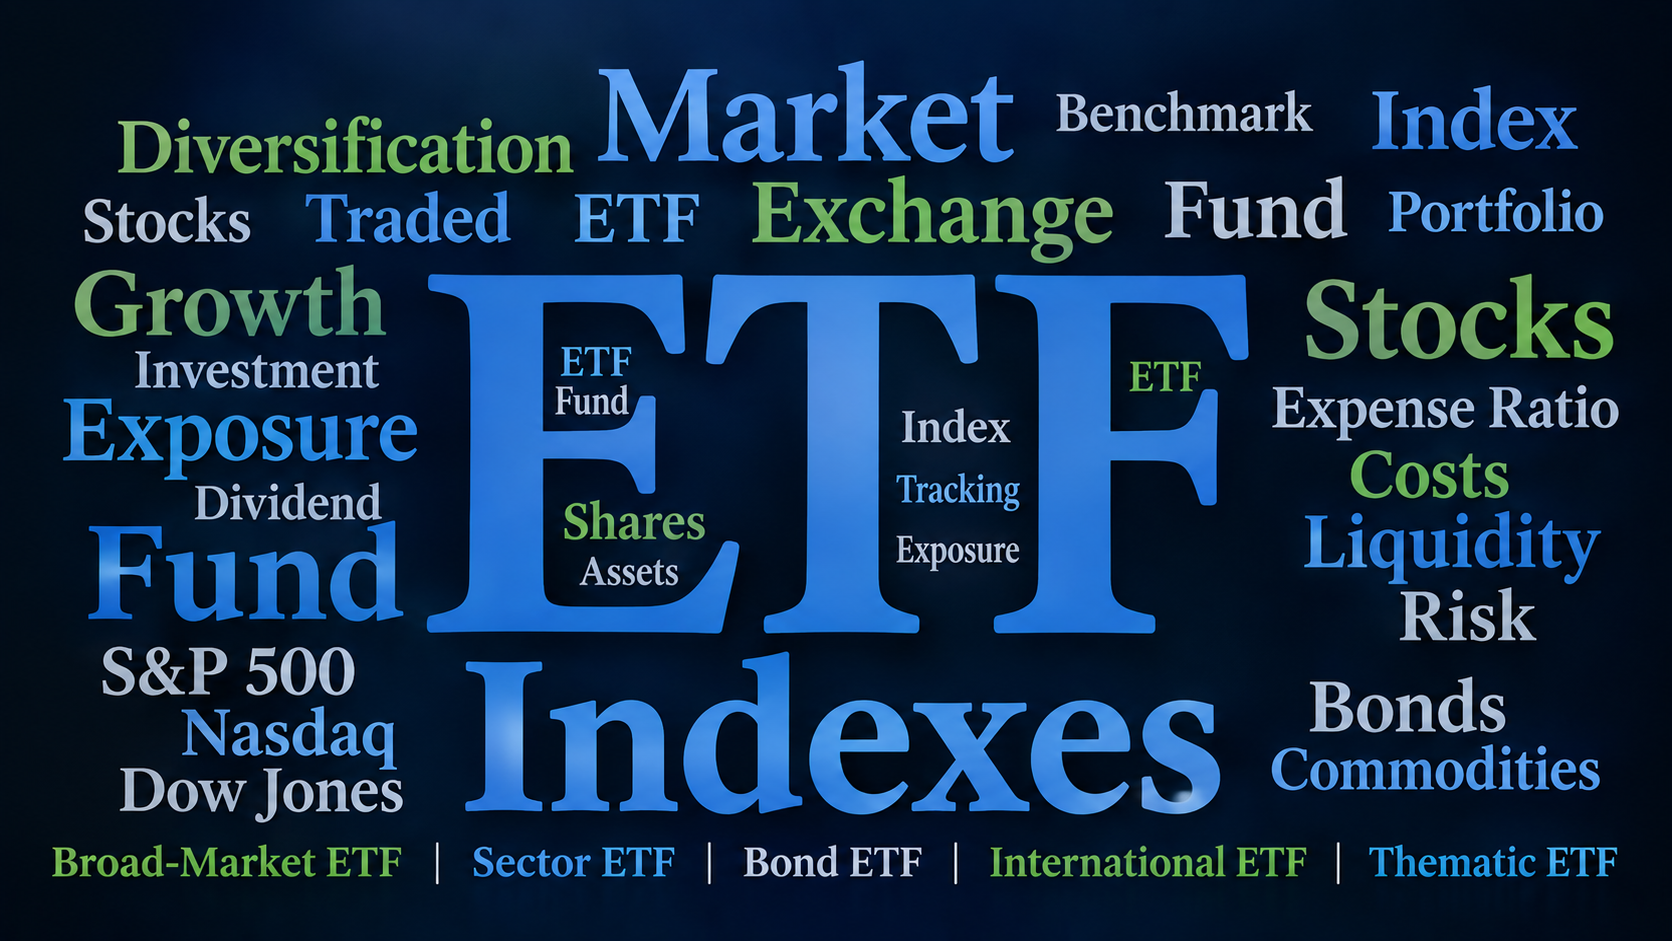 Market
Benchmark
Index
Diversification
Stocks
Traded
ETF
Exchange
Fund
Portfolio
Growth
Investment
Exposure
Dividend
Fund
S&P 500
Nasdaq
Dow Jones
ETF
ETF
Fund
Shares
Assets
Index
Tracking
Exposure
ETF
Indexes
Stocks
Expense Ratio
Costs
Liquidity
Risk
Bonds
Commodities
Broad-Market ETF | Sector ETF | Bond ETF | International ETF | Thematic ETF